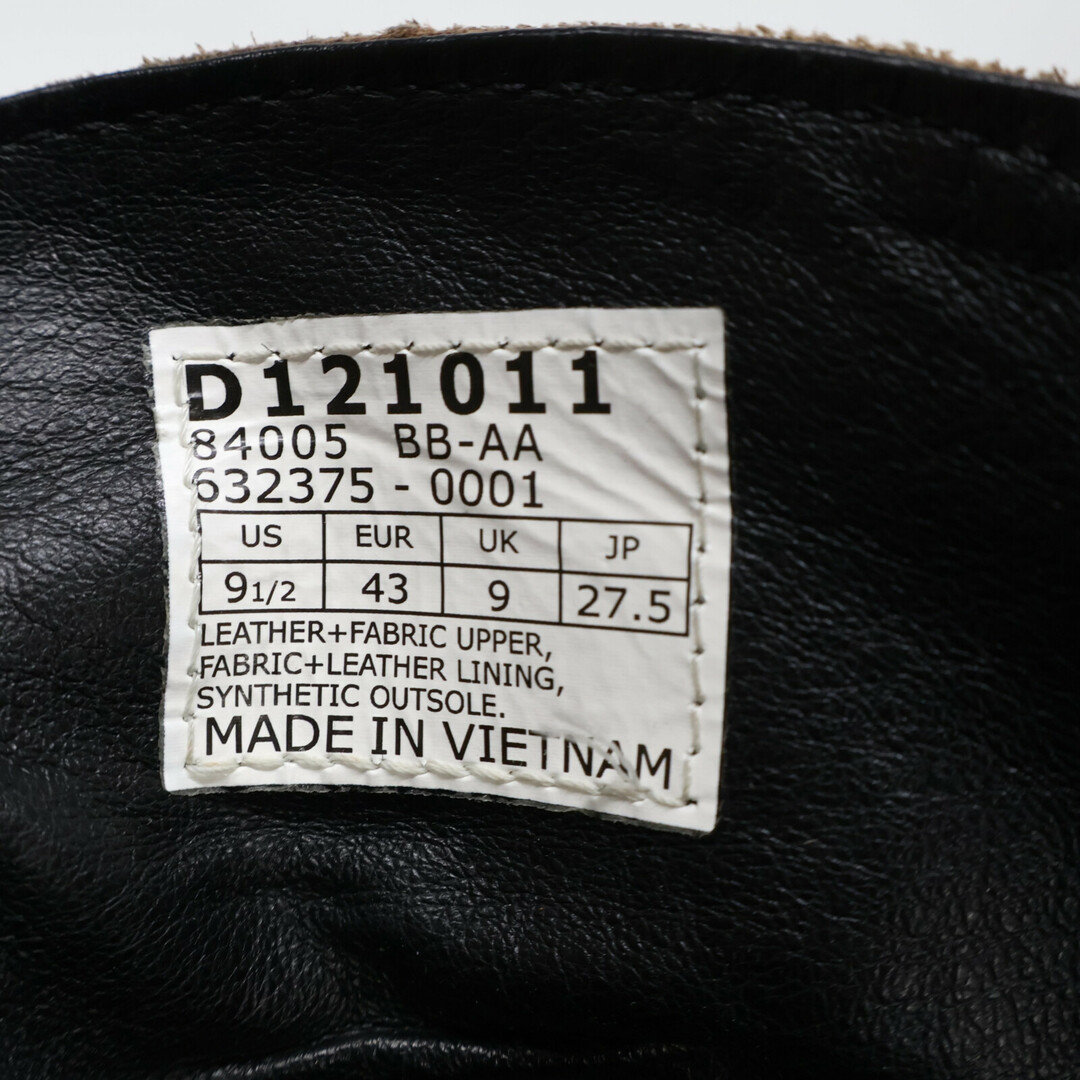 D121011
84005 BB-AA
632375 - 0001
US EUR UK JP
9 1/2 43 9 27.5
LEATHER+FABRIC UPPER,
FABRIC+LEATHER LINING,
SYNTHETIC OUTSOLE.
MADE IN VIETNAM